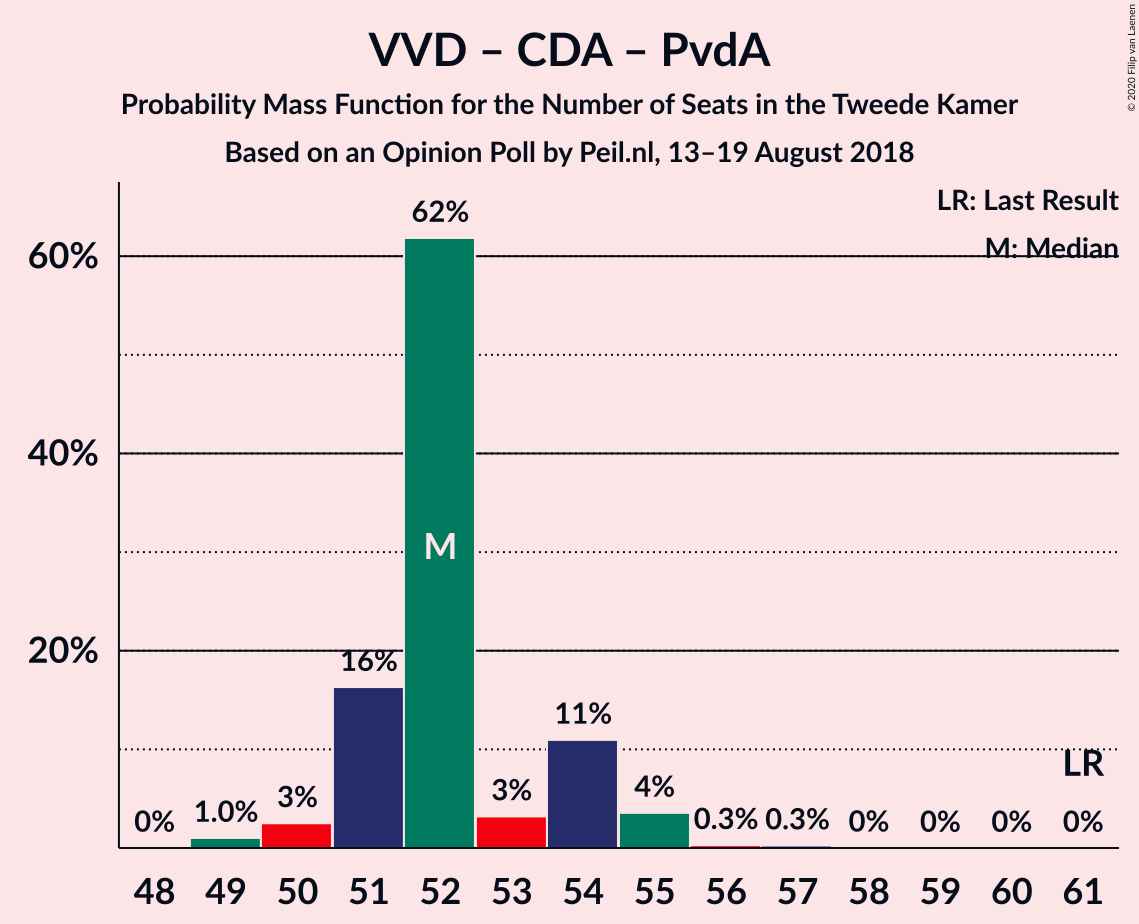 VVD – CDA – PvdA
Probability Mass Function for the Number of Seats in the Tweede Kamer
Based on an Opinion Poll by Peil.nl, 13–19 August 2018
© 2020 Filip van Laenen
LR: Last Result
M: Median
62%
60%
40%
M
20%
16%
11%
LR
0% 1.0% 3% 3% 4% 0.3% 0.3% 0% 0% 0% 0%
48 49 50 51 52 53 54 55 56 57 58 59 60 61